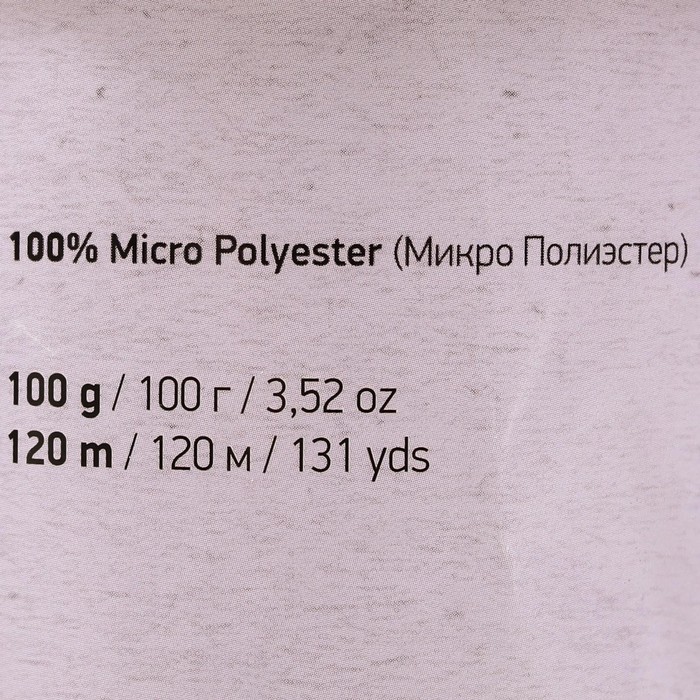 100% Micro Polyester (Микро Полиэстер)
100 g / 100 г / 3,52 oz
120 m / 120 м / 131 yds